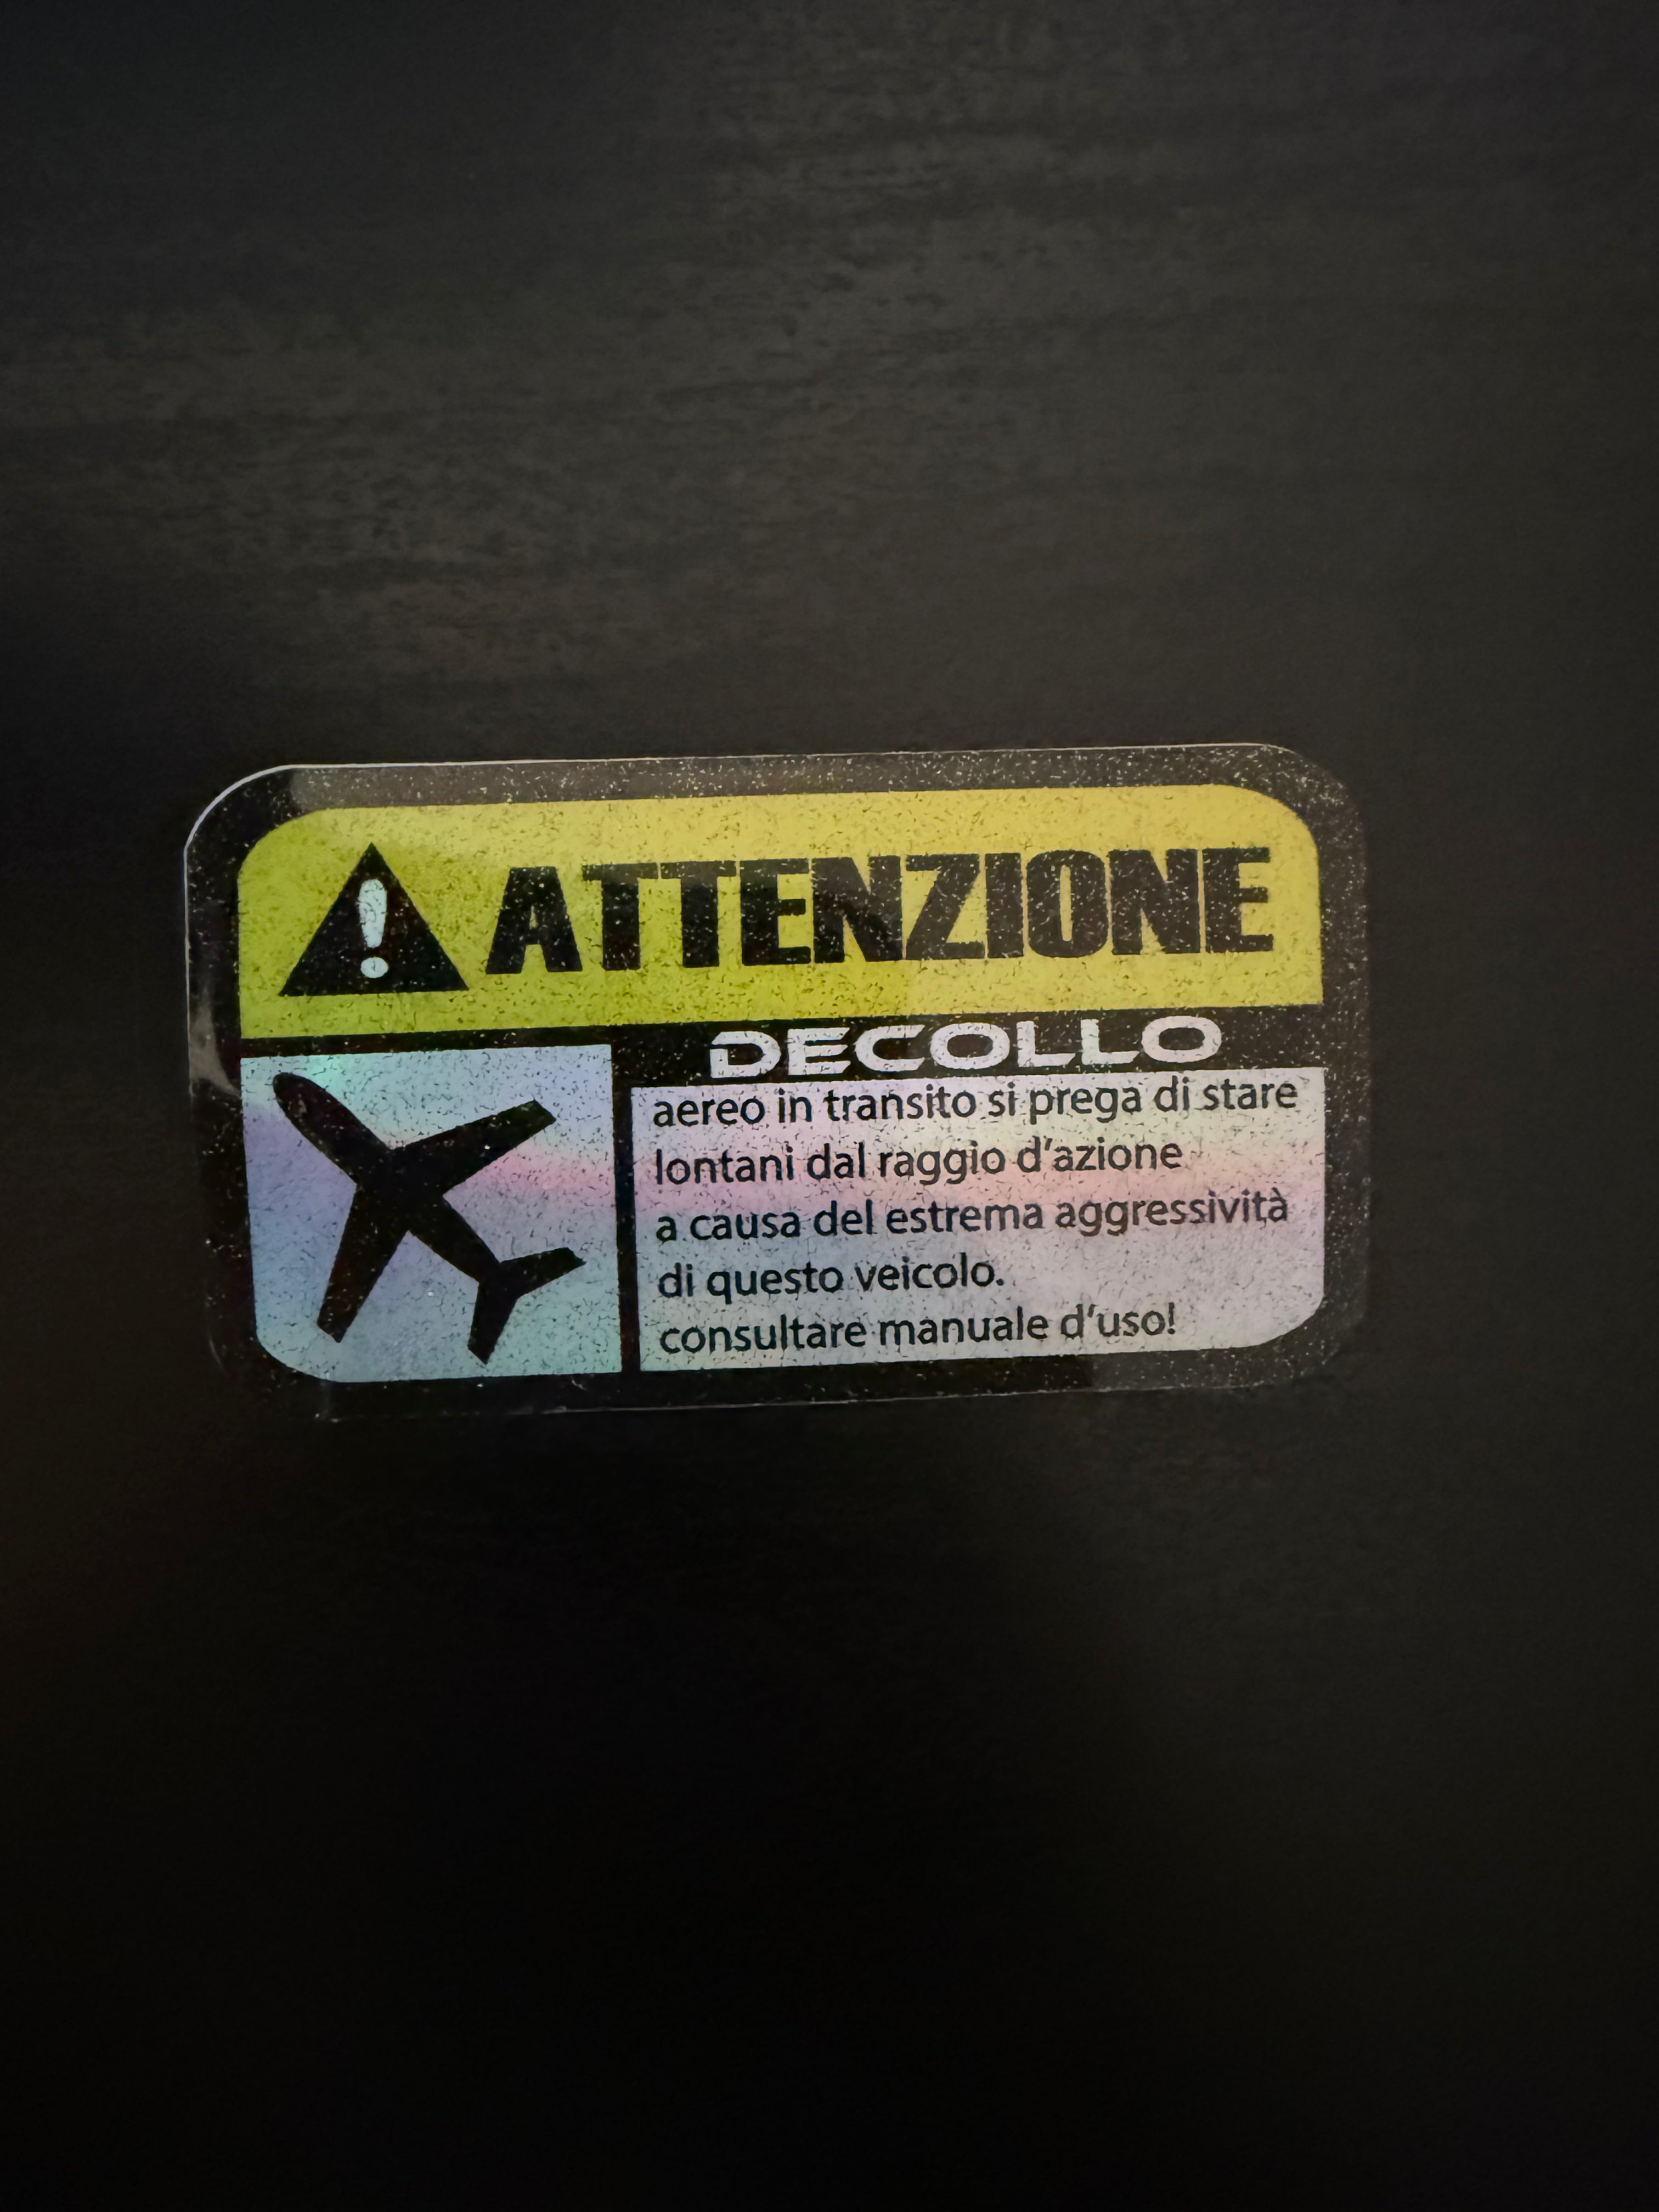 ATTENZIONE
DECOLLO
aereo in transito si prega di stare
lontani dal raggio d'azione
a causa del estrema aggressività
di questo veicolo.
consultare manuale d'uso!